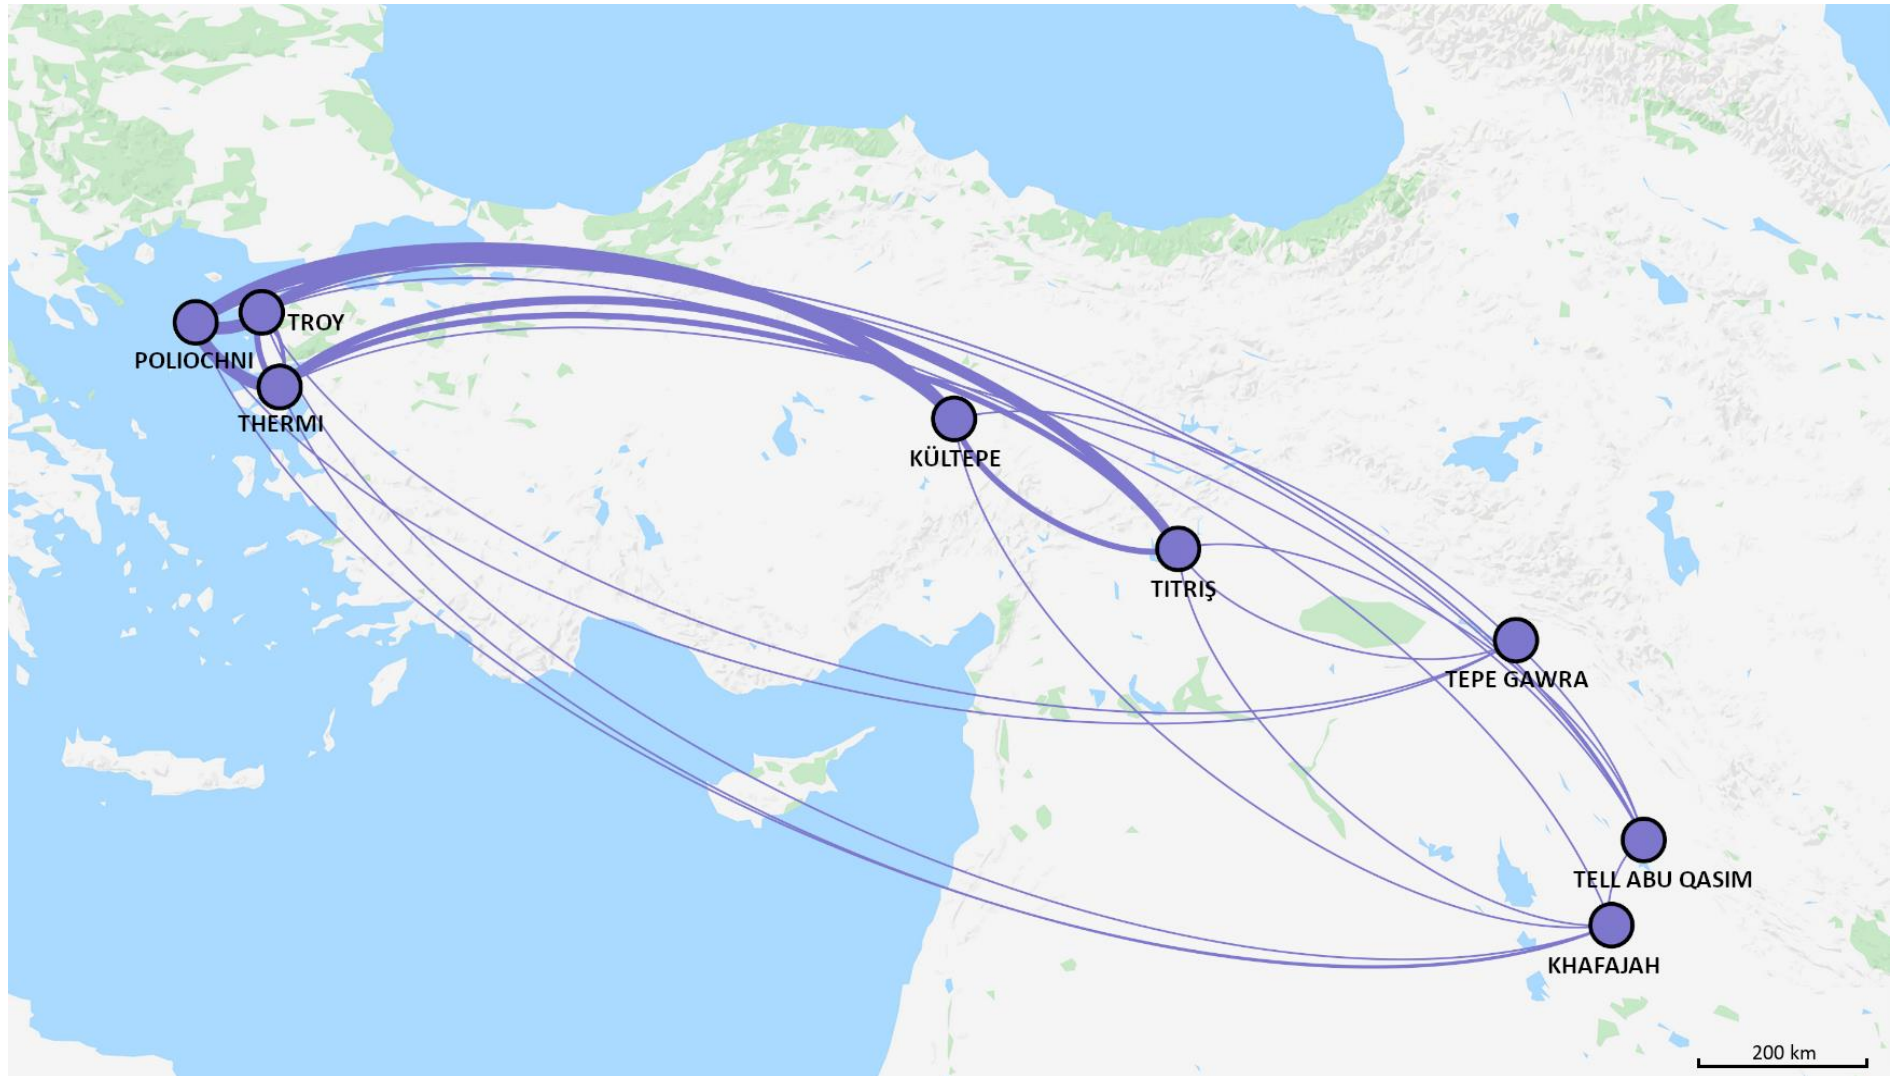 TROY
POLIOCHNI
THERMI
KÜLTEPE
TITRIŞ
TEPE GAWRA
TELL ABU QASIM
KHAFAJAH
200 km